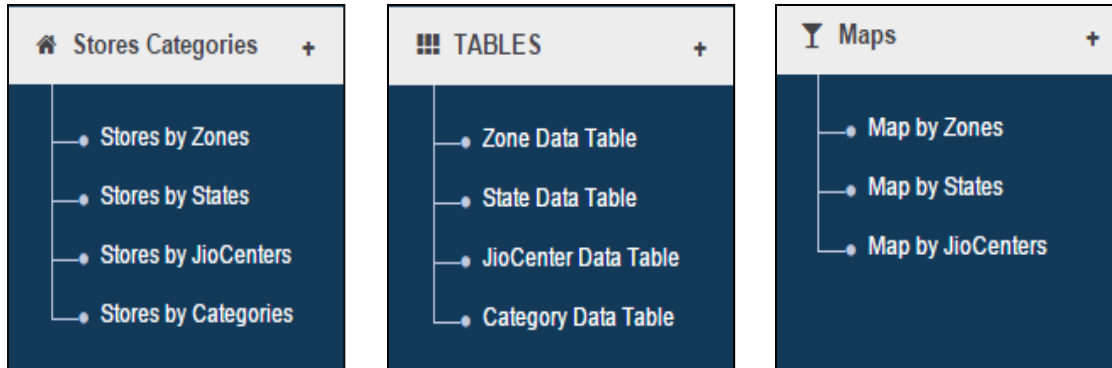 Stores Categories +
Stores by Zones
Stores by States
Stores by JioCenters
Stores by Categories
TABLES +
Zone Data Table
State Data Table
JioCenter Data Table
Category Data Table
Maps +
Map by Zones
Map by States
Map by JioCenters